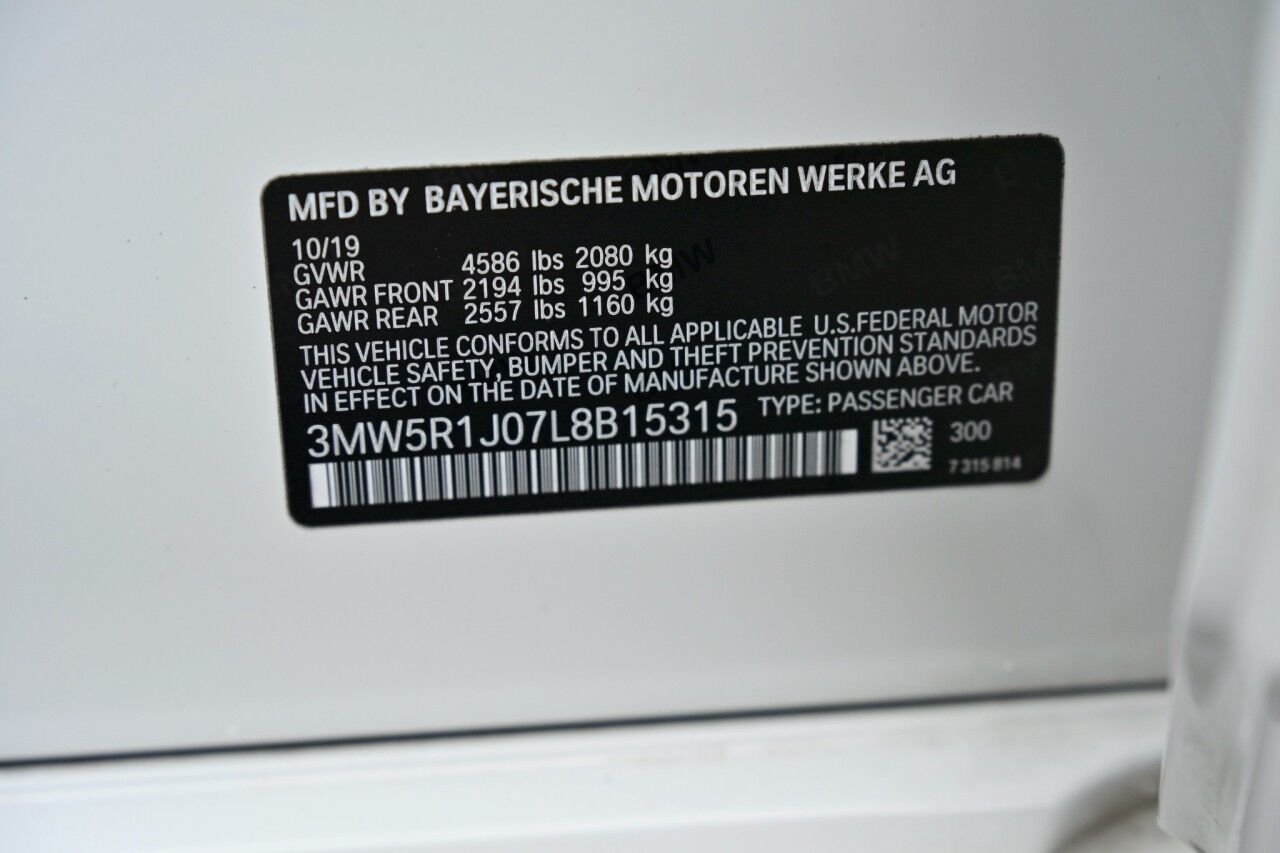 MFD BY BAYERISCHE MOTOREN WERKE AG
10/19
GVWR 4586 lbs 2080 kg
GAWR FRONT 2194 lbs 995 kg
GAWR REAR 2557 lbs 1160 kg
THIS VEHICLE CONFORMS TO ALL APPLICABLE U.S.FEDERAL MOTOR
VEHICLE SAFETY, BUMPER AND THEFT PREVENTION STANDARDS
IN EFFECT ON THE DATE OF MANUFACTURE SHOWN ABOVE.
3MW5R1J07L8B15315 TYPE: PASSENGER CAR
300
7 315 814
BMW
BMW